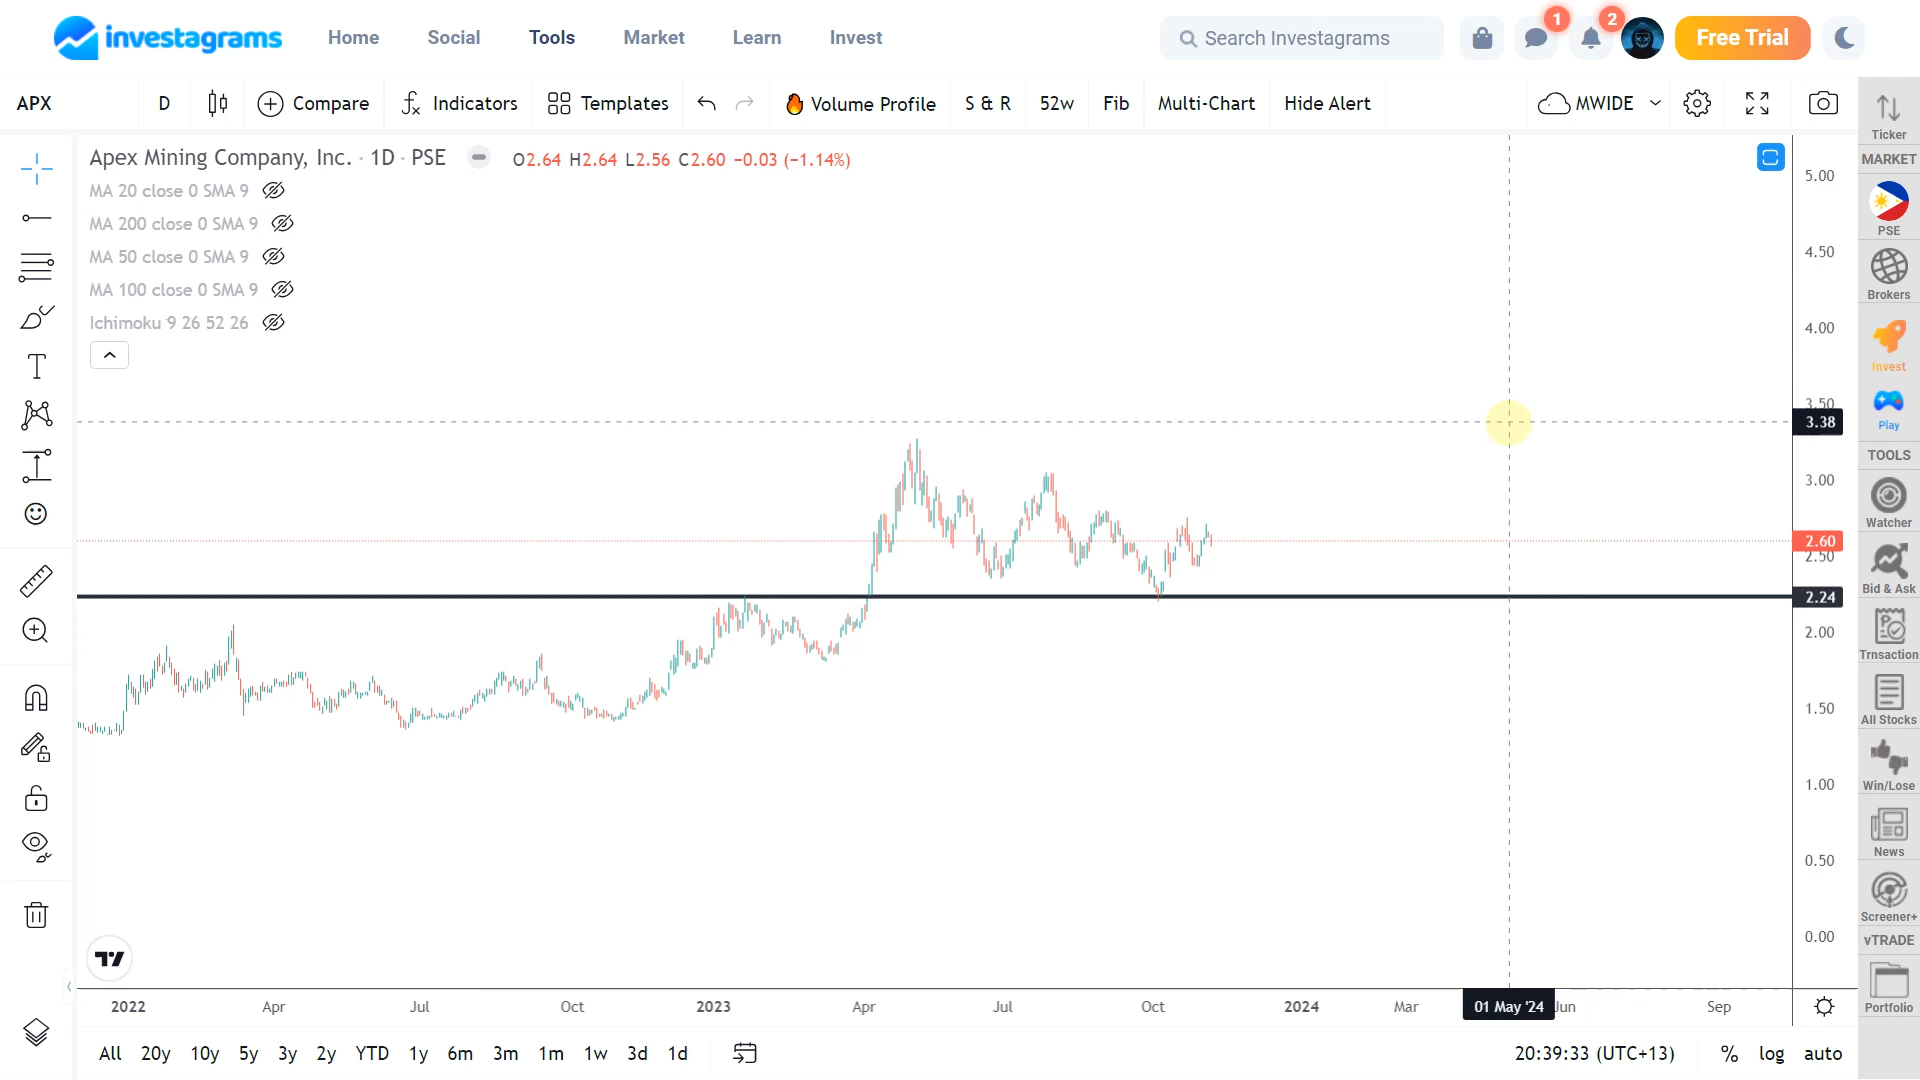 investagrams Home Social Tools Market Learn Invest Search Investagrams 1 2 Free Trial
APX D Compare Indicators Templates Volume Profile S & R 52w Fib Multi-Chart Hide Alert MWIDE
Apex Mining Company, Inc. · 1D · PSE O2.64 H2.64 L2.56 C2.60 −0.03 (−1.14%)
MA 20 close 0 SMA 9
MA 200 close 0 SMA 9
MA 50 close 0 SMA 9
MA 100 close 0 SMA 9
Ichimoku 9 26 52 26
5.00
4.50
4.00
3.50
3.38
3.00
2.60
2.50
2.24
2.00
1.50
1.00
0.50
0.00
2022 Apr Jul Oct 2023 Apr Jul Oct 2024 Mar 01 May '24 Jun Sep
All 20y 10y 5y 3y 2y YTD 1y 6m 3m 1m 1w 3d 1d 20:39:33 (UTC+13) % log auto
Ticker
MARKET
PSE
Brokers
Invest
Play
TOOLS
Watcher
Bid & Ask
Trnsaction
All Stocks
Win/Lose
News
Screener+
vTRADE
Portfolio